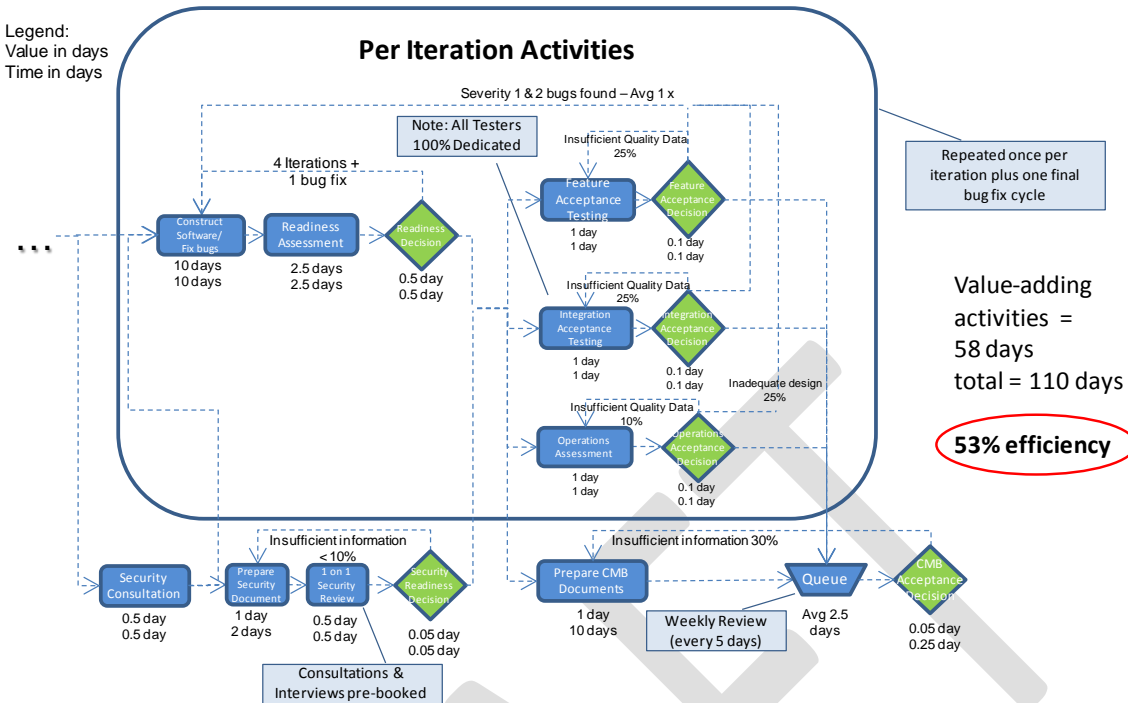 Legend:
Value in days
Time in days
Per Iteration Activities
Severity 1 & 2 bugs found – Avg 1 x
Note: All Testers
100% Dedicated
Insufficient Quality Data
25%
Repeated once per
iteration plus one final
bug fix cycle
4 Iterations +
1 bug fix
...
Construct
Software/
Fix bugs
10 days
10 days
Readiness
Assessment
2.5 days
2.5 days
Readiness
Decision
0.5 day
0.5 day
Feature
Acceptance
Testing
1 day
1 day
Feature
Acceptance
Decision
0.1 day
0.1 day
Insufficient Quality Data
25%
Integration
Acceptance
Testing
1 day
1 day
Integration
Acceptance
Decision
0.1 day
0.1 day
Inadequate design
25%
Insufficient Quality Data
10%
Operations
Assessment
1 day
1 day
Operations
Acceptance
Decision
0.1 day
0.1 day
Value-adding
activities =
58 days
total = 110 days
53% efficiency
Insufficient information
< 10%
Security
Consultation
0.5 day
0.5 day
Prepare
Security
Document
1 day
2 days
1 on 1
Security
Review
0.5 day
0.5 day
Security
Readiness
Decision
0.05 day
0.05 day
Consultations &
Interviews pre-booked
Insufficient information 30%
Prepare CMB
Documents
1 day
10 days
Weekly Review
(every 5 days)
Queue
Avg 2.5
days
CMB
Acceptance
Decision
0.05 day
0.25 day